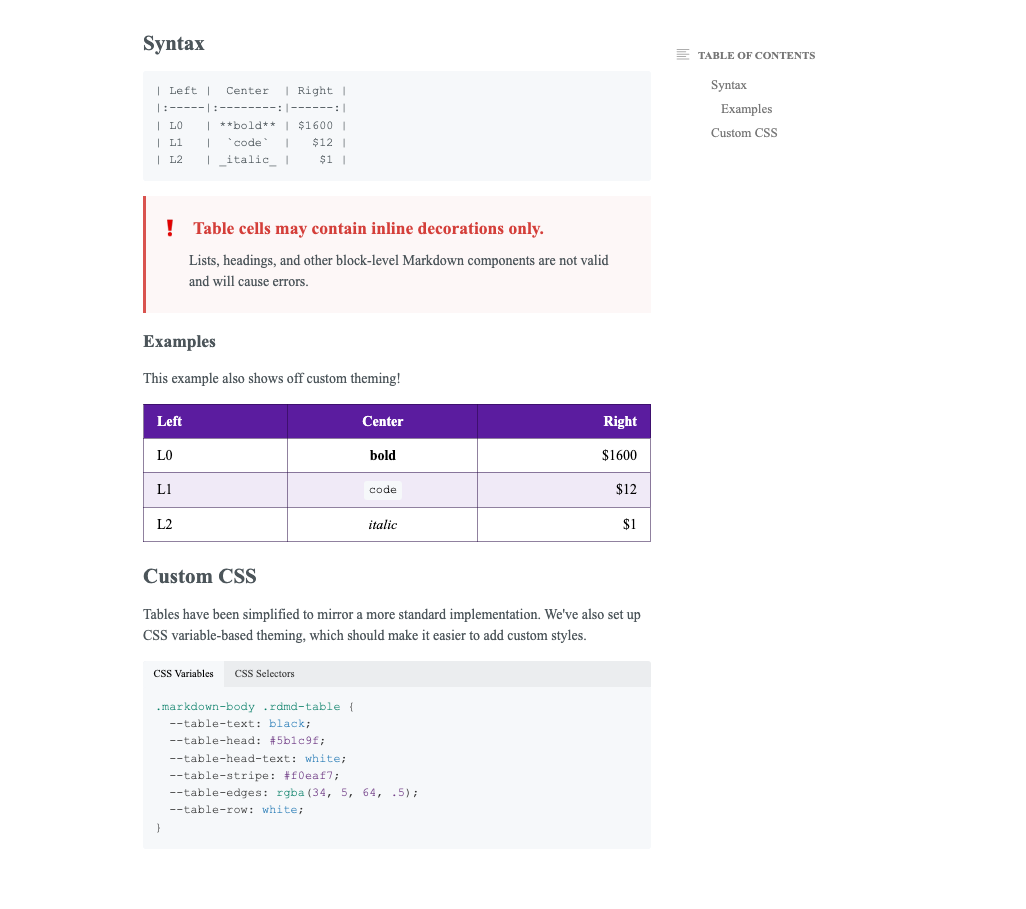 Syntax
| Left |  Center  | Right |
|:-----|:--------:|------:|
| L0   | **bold** | $1600 |
| L1   |  `code`  |   $12 |
| L2   | _italic_ |    $1 |
❗ Table cells may contain inline decorations only.
Lists, headings, and other block-level Markdown components are not valid
and will cause errors.
Examples
This example also shows off custom theming!
Left Center Right
L0 bold $1600
L1 code $12
L2 italic $1
Custom CSS
Tables have been simplified to mirror a more standard implementation. We've also set up
CSS variable-based theming, which should make it easier to add custom styles.
CSS Variables CSS Selectors
.markdown-body .rdmd-table {
  --table-text: black;
  --table-head: #5b1c9f;
  --table-head-text: white;
  --table-stripe: #f0eaf7;
  --table-edges: rgba(34, 5, 64, .5);
  --table-row: white;
}
TABLE OF CONTENTS
Syntax
Examples
Custom CSS